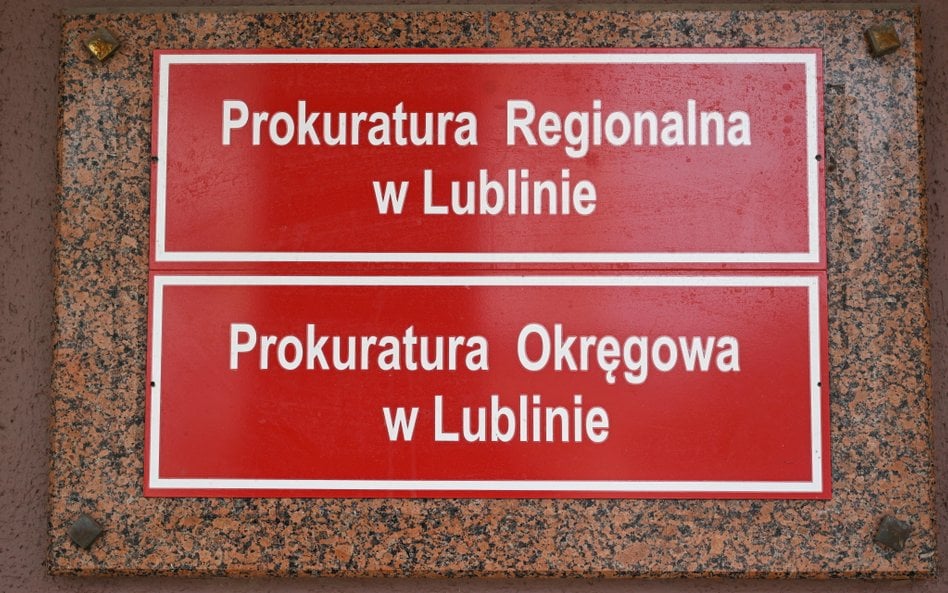 Prokuratura Regionalna
w Lublinie
Prokuratura Okręgowa
w Lublinie